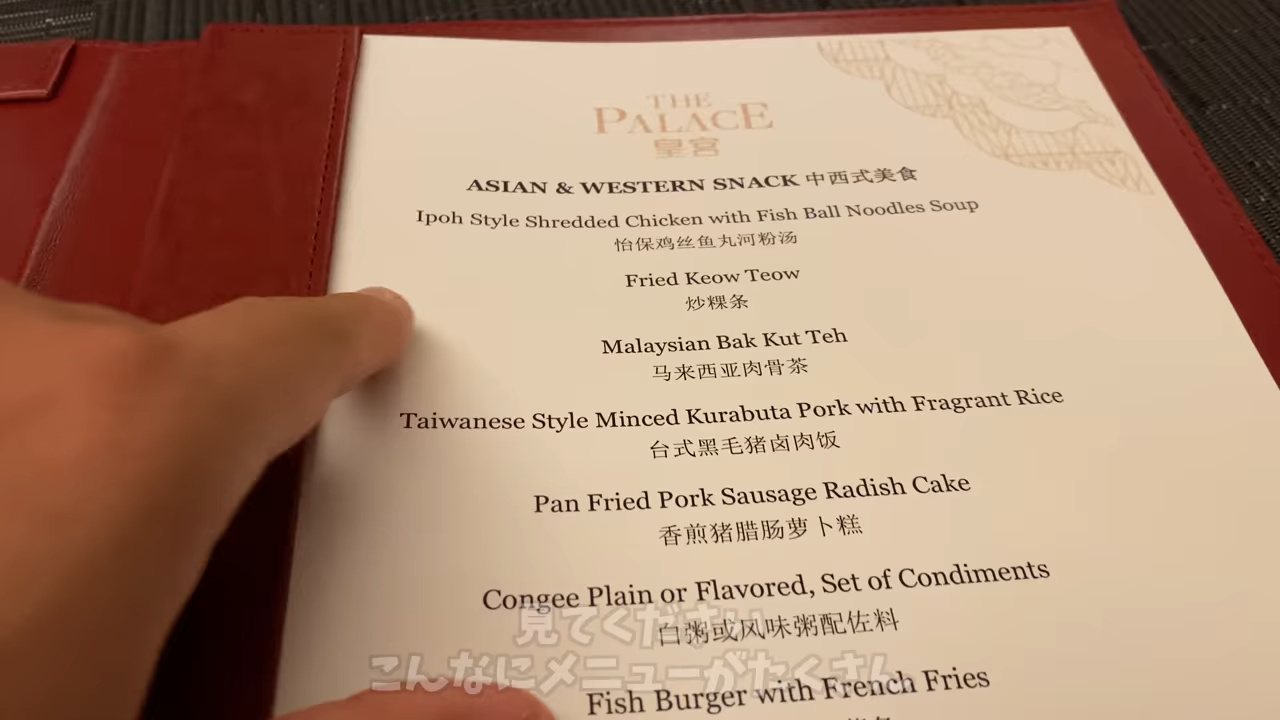 THE
PALACE
皇宮
ASIAN & WESTERN SNACK 中西式美食
Ipoh Style Shredded Chicken with Fish Ball Noodles Soup
怡保鸡丝鱼丸河粉汤
Fried Keow Teow
炒粿条
Malaysian Bak Kut Teh
马来西亚肉骨茶
Taiwanese Style Minced Kurabuta Pork with Fragrant Rice
台式黑毛猪卤肉饭
Pan Fried Pork Sausage Radish Cake
香煎猪腊肠萝卜糕
Congee Plain or Flavored, Set of Condiments
白粥或风味粥配佐料
見てください
こんなにメニューがたくさん
Fish Burger with French Fries